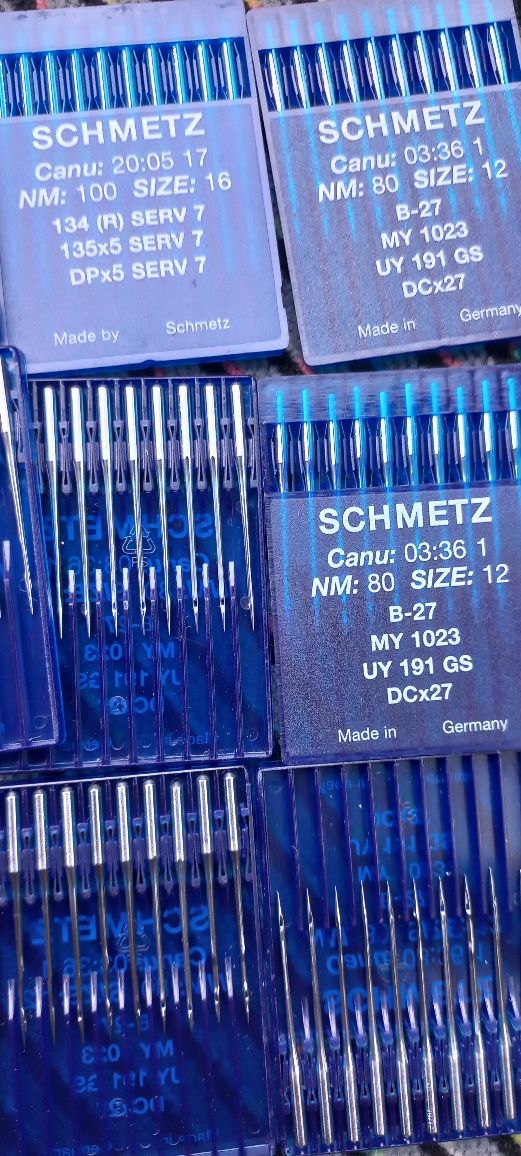 SCHMETZ
Canu: 20:05 17
NM: 100 SIZE: 16
134 (R) SERV 7
135x5 SERV 7
DPx5 SERV 7
Made by Schmetz
SCHMETZ
Canu: 03:36 1
NM: 80 SIZE: 12
B-27
MY 1023
UY 191 GS
DCx27
Made in Germany
SCHMETZ
Canu: 03:36 1
NM: 80 SIZE: 12
B-27
MY 1023
UY 191 GS
DCx27
Made in Germany
SCHMETZ
B-27
SCHMETZ